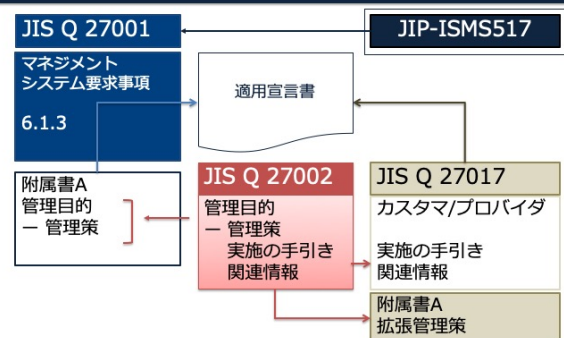 JIS Q 27001
JIP-ISMS517
マネジメント
システム要求事項
6.1.3
適用宣言書
附属書A
管理目的
ー 管理策
JIS Q 27002
管理目的
ー 管理策
実施の手引き
関連情報
JIS Q 27017
カスタマ/プロバイダ
実施の手引き
関連情報
附属書A
拡張管理策